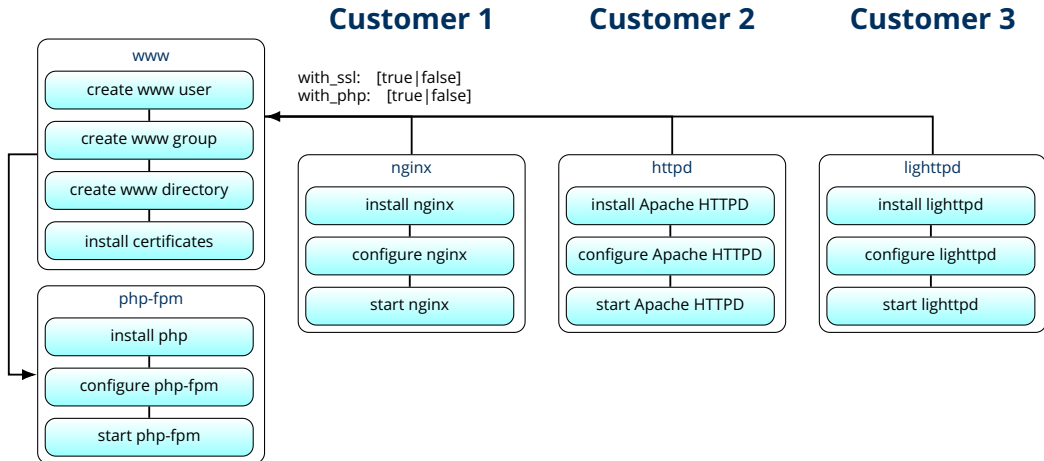 Customer 1
Customer 2
Customer 3
www
create www user
create www group
create www directory
install certificates
with_ssl: [true|false]
with_php: [true|false]
nginx
install nginx
configure nginx
start nginx
httpd
install Apache HTTPD
configure Apache HTTPD
start Apache HTTPD
lighttpd
install lighttpd
configure lighttpd
start lighttpd
php-fpm
install php
configure php-fpm
start php-fpm